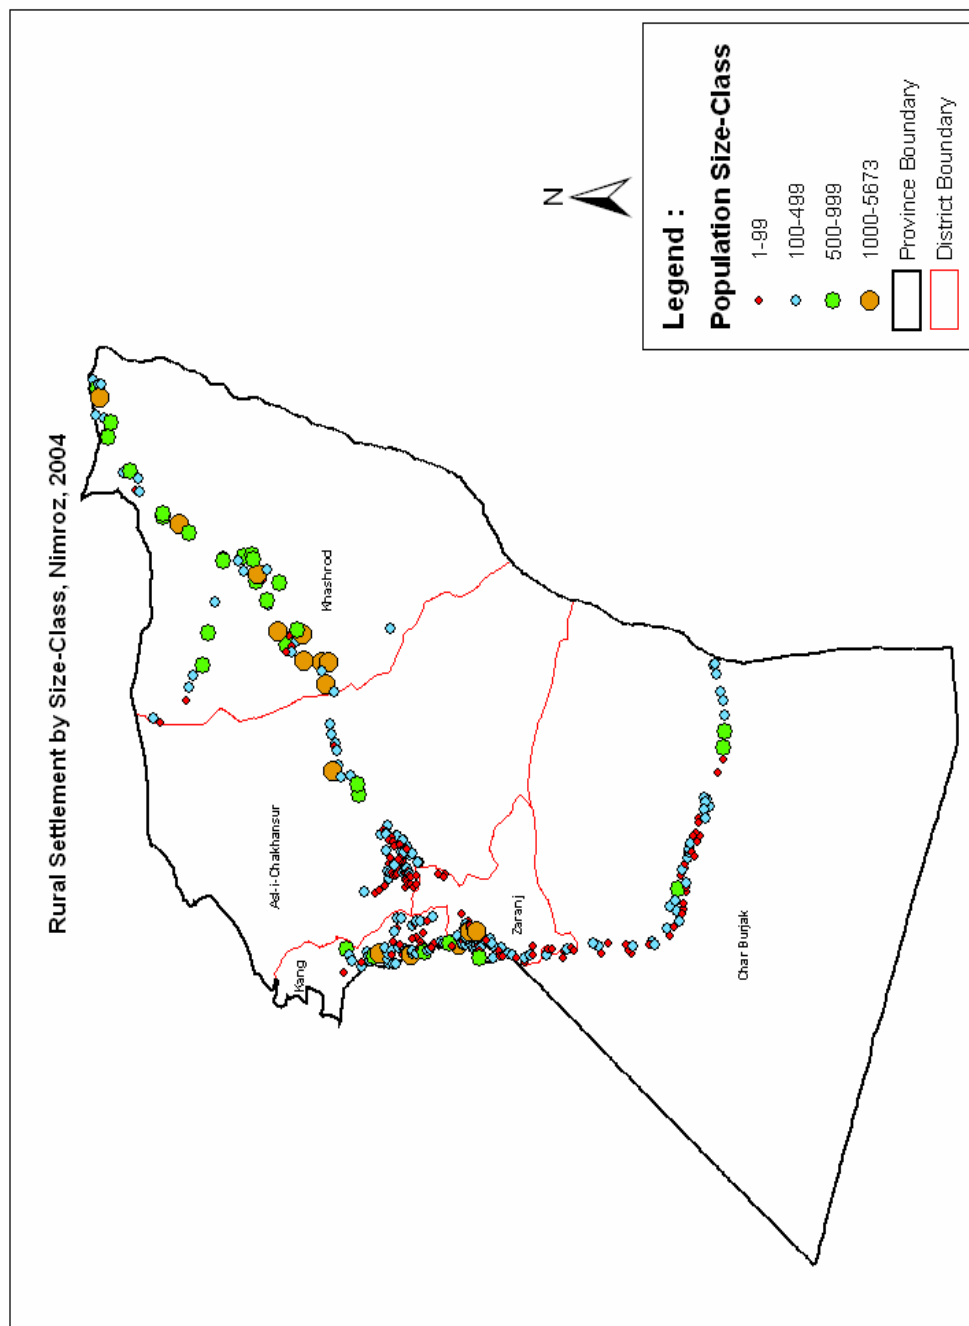 Rural Settlement by Size-Class, Nimroz, 2004
Khashrod
Asl-i-Chakhansur
Kang
Zaranj
Char Burjak
N
Legend :
Population Size-Class
1-99
100-499
500-999
1000-5673
Province Boundary
District Boundary